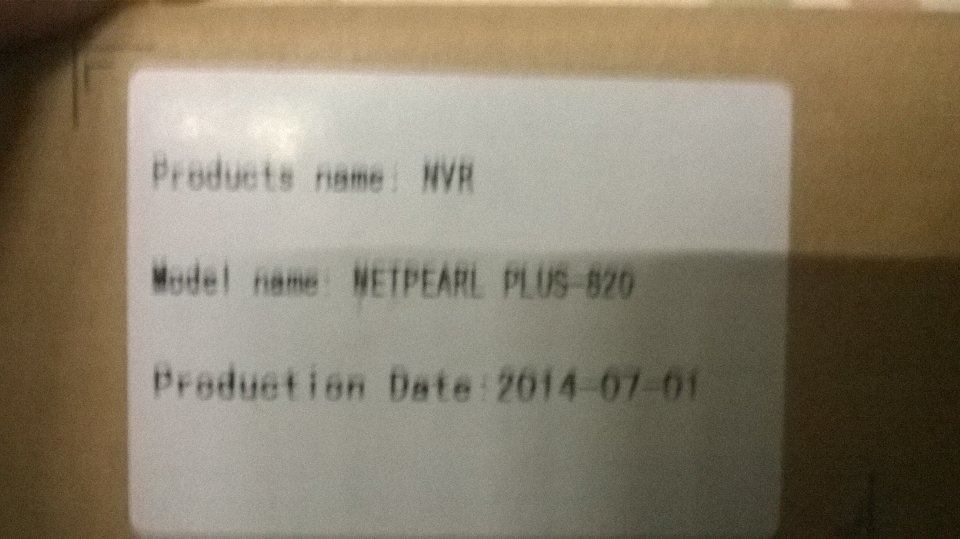 Products name: NVR
Model name: NETPEARL PLUS-820
Production Date:2014-07-01